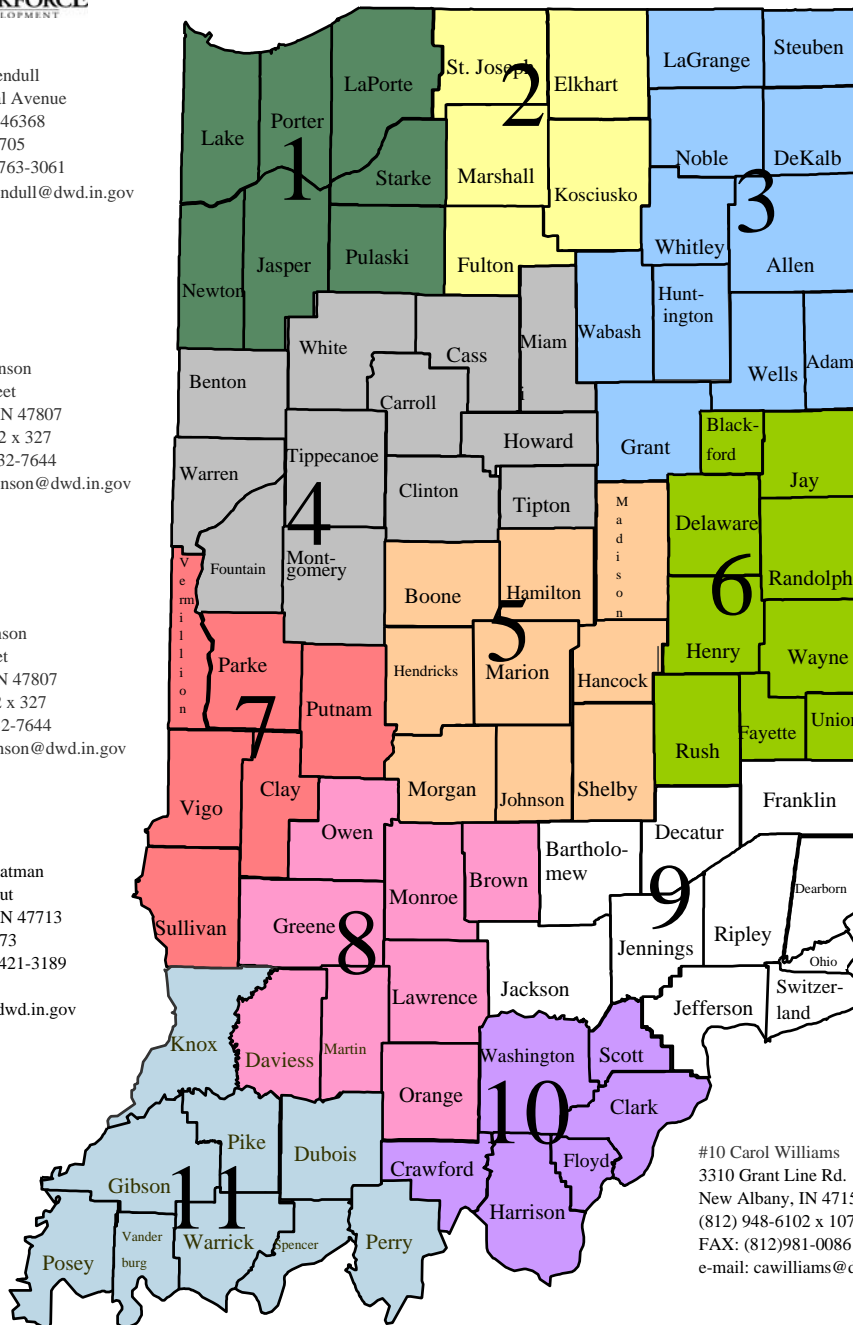 ELOPMENT
endull
l Avenue
46368
705
763-3061
ndull@dwd.in.gov
nson
eet
N 47807
2 x 327
32-7644
nson@dwd.in.gov
nson
et
N 47807
2 x 327
2-7644
nson@dwd.in.gov
atman
ut
N 47713
73
421-3189
dwd.in.gov
St. Joseph
Elkhart
LaGrange
Steuben
LaPorte
Lake
Porter
1
2
Starke
Marshall
Kosciusko
Noble
DeKalb
3
Newton
Jasper
Pulaski
Fulton
Whitley
Allen
White
Cass
Miam
i
Wabash
Hunt-
ington
Wells
Adam
Benton
Carroll
Howard
Grant
Black-
ford
Jay
Warren
Tippecanoe
4
Clinton
Tipton
Madison
Delaware
Randolph
6
Fountain
Mont-
gomery
Boone
Hamilton
5
Henry
Wayne
Vermillion
Parke
7
Putnam
Hendricks
Marion
Hancock
Rush
Fayette
Union
Vigo
Clay
Morgan
Johnson
Shelby
Franklin
Owen
Decatur
Sullivan
Greene
8
Monroe
Brown
Bartholo-
mew
9
Jennings
Ripley
Dearborn
Ohio
Switzer-
land
Jefferson
Jackson
Knox
Daviess
Martin
Lawrence
Orange
Washington
Scott
10
Clark
Crawford
Floyd
Harrison
Pike
Dubois
Gibson
11
Posey
Vander
burg
Warrick
Spencer
Perry
#10 Carol Williams
3310 Grant Line Rd.
New Albany, IN 4715
(812) 948-6102 x 107
FAX: (812)981-0086
e-mail: cawilliams@